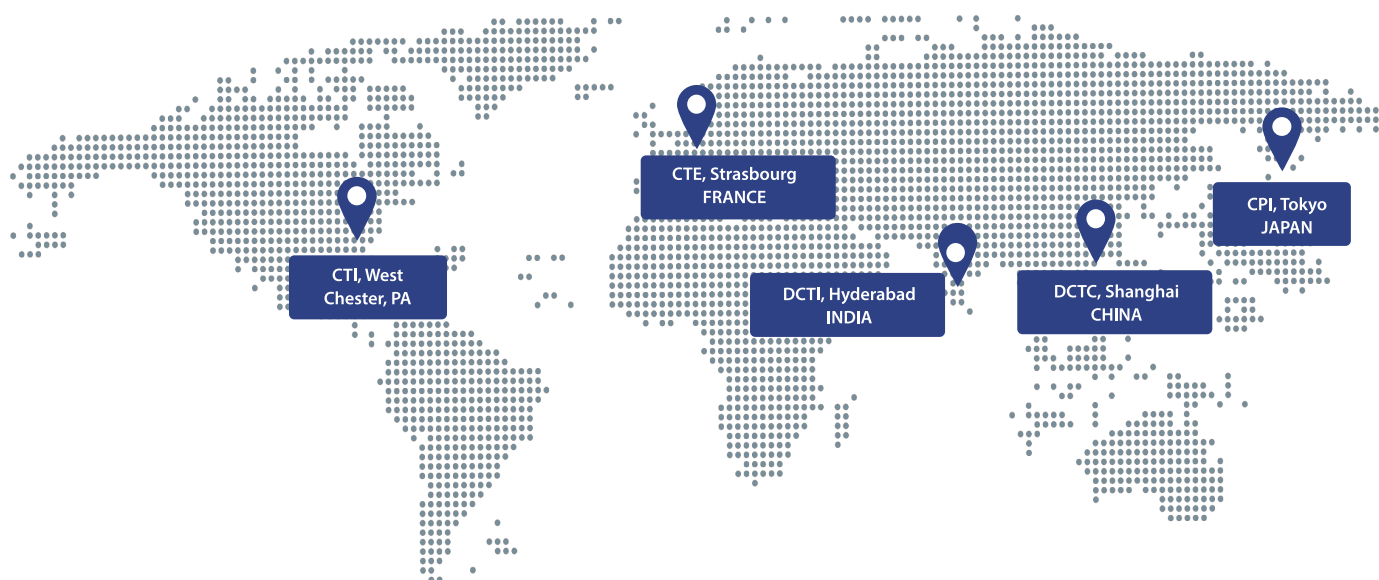 CTE, Strasbourg
FRANCE
CPI, Tokyo
JAPAN
CTI, West
Chester, PA
DCTI, Hyderabad
INDIA
DCTC, Shanghai
CHINA